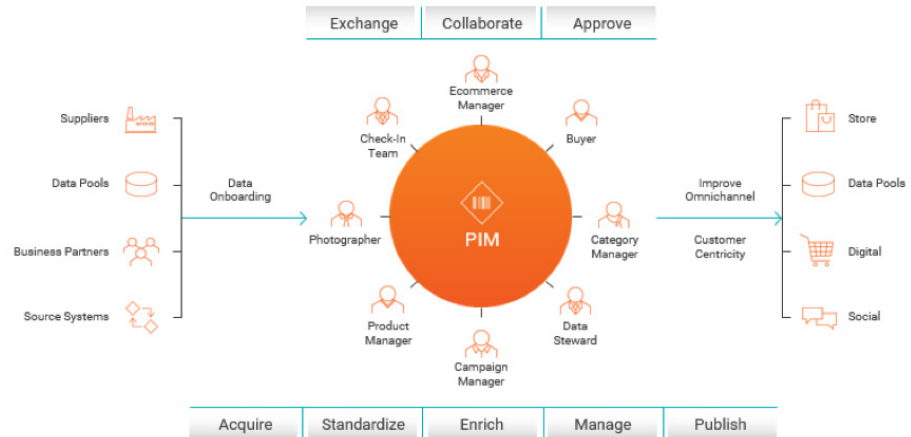 Exchange
Collaborate
Approve
Suppliers
Data Pools
Business Partners
Source Systems
Data
Onboarding
Ecommerce
Manager
Check-In
Team
Buyer
Photographer
PIM
Category
Manager
Product
Manager
Data
Steward
Campaign
Manager
Improve
Omnichannel
Customer
Centricity
Store
Data Pools
Digital
Social
Acquire
Standardize
Enrich
Manage
Publish